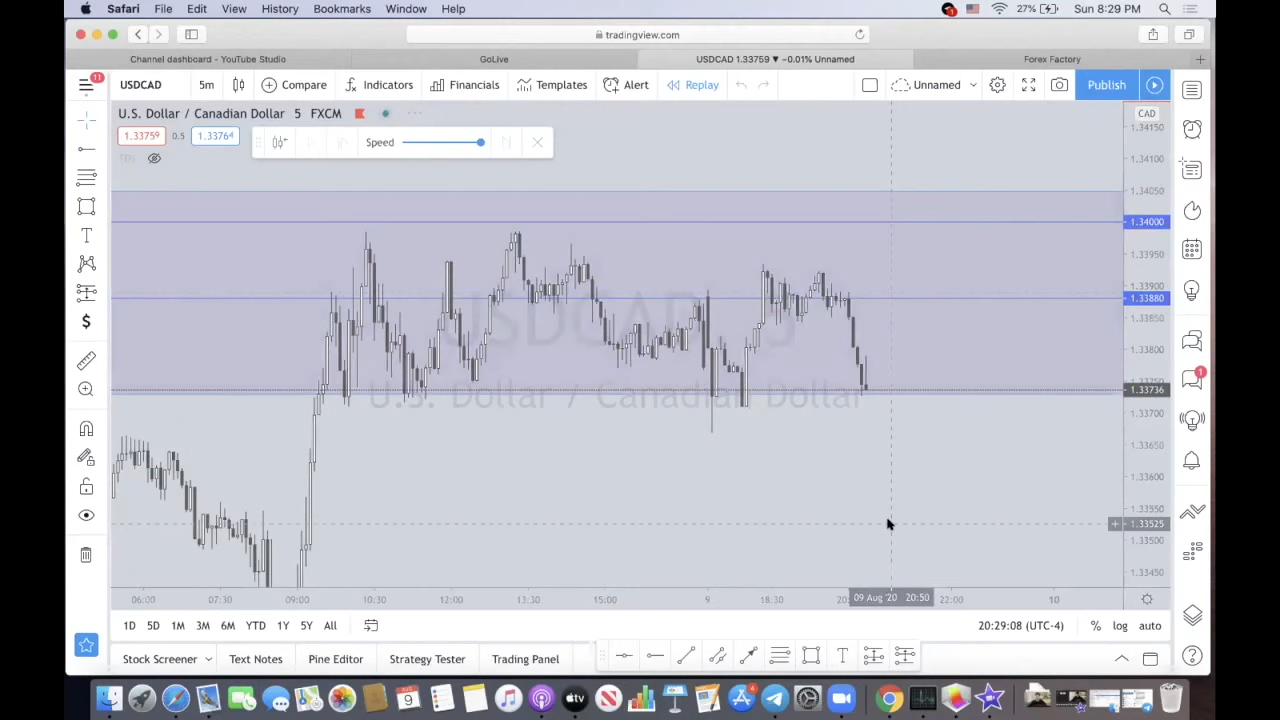 Safari File Edit View History Bookmarks Window Help 1 27% Sun 8:29 PM
tradingview.com
Channel dashboard - YouTube Studio GoLive USDCAD 1.33759 ▼ −0.01% Unnamed Forex Factory
11 USDCAD 5m Compare Indicators Financials Templates Alert Replay Unnamed Publish
U.S. Dollar / Canadian Dollar 5 FXCM CAD
1.33759 0.5 1.33764 Speed
1.34150
1.34100
1.34050
1.34000
1.33950
1.33900
1.33880
1.33850
USDCAD, 5
1.33800
1.33736
U.S. Dollar / Canadian Dollar
1.33700
1.33650
1.33600
1.33550
1.33525
1.33500
1.33450
06:00 07:30 09:00 10:30 12:00 13:30 15:00 9 18:30 09 Aug '20 20:50 22:00 10
1D 5D 1M 3M 6M YTD 1Y 5Y All 20:29:08 (UTC-4) % log auto
Stock Screener Text Notes Pine Editor Strategy Tester Trading Panel